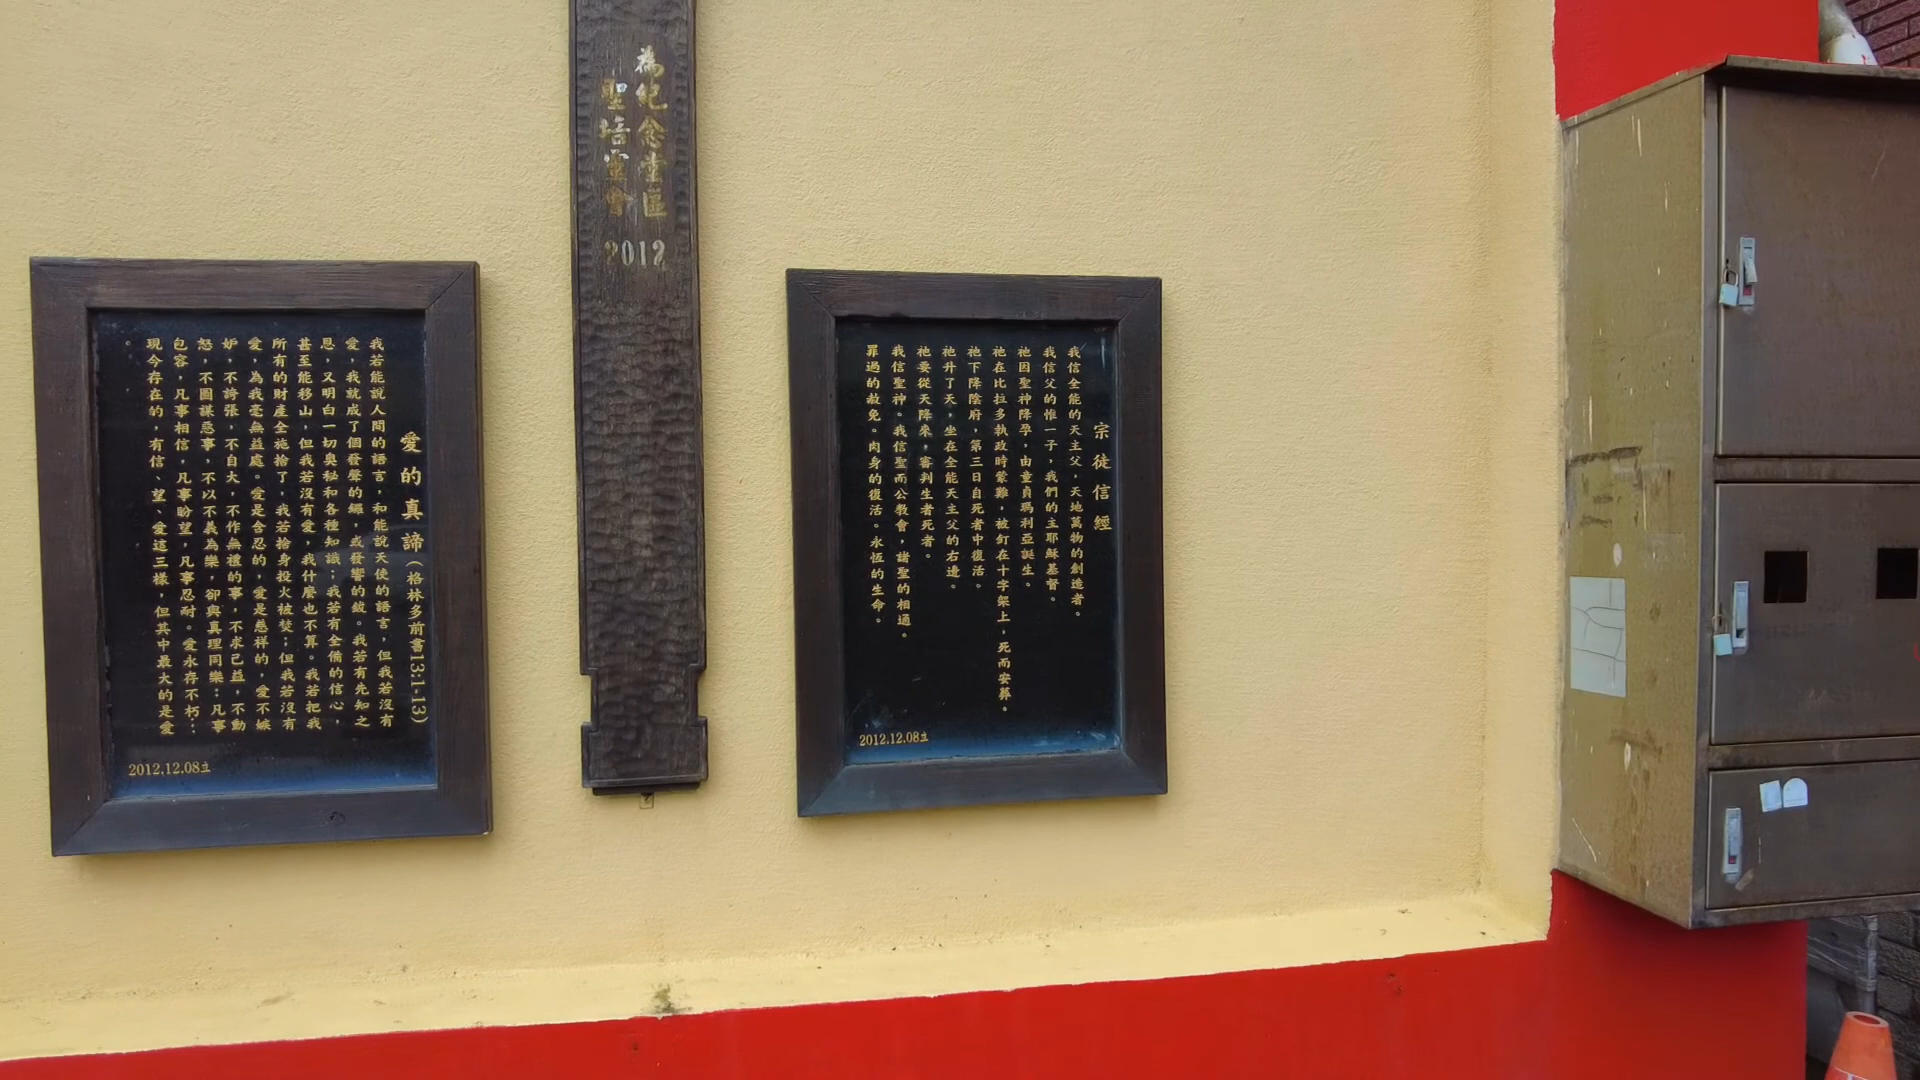 愛的真諦(格林多前書13:1-13)
我若能說人間的語言，和能說天使的語言，但我若沒有
愛，我就成了個發聲的鑼，或發響的鈸。我若有先知之
恩，又明白一切奧秘和各種知識；我若有全備的信心，
甚至能移山，但我若沒有愛，我什麼也不算。我若把我
所有的財產全施捨了，我若捨身投火被焚；但我若沒有
愛，為我毫無益處。愛是含忍的，愛是慈祥的，愛不嫉
妒，不誇張，不自大，不作無禮的事，不求己益，不動
怒，不圖謀惡事，不以不義為樂，卻與真理同樂：凡事
包容，凡事相信，凡事盼望，凡事忍耐。愛永存不朽…
現今存在的，有信、望、愛這三樣，但其中最大的是愛
。
2012.12.08立
為紀念堂區
聖培靈會
2012
宗徒信經
我信全能的天主父，天地萬物的創造者。
我信父的惟一子，我們的主耶穌基督。
祂因聖神降孕，由童貞瑪利亞誕生。
祂在比拉多執政時蒙難，被釘在十字架上，死而安葬。
祂下降陰府，第三日自死者中復活。
祂升了天，坐在全能天主父的右邊。
祂要從天降來，審判生者死者。
我信聖神。我信聖而公教會，諸聖的相通。
罪過的赦免。肉身的復活。永恆的生命。
2012.12.08立